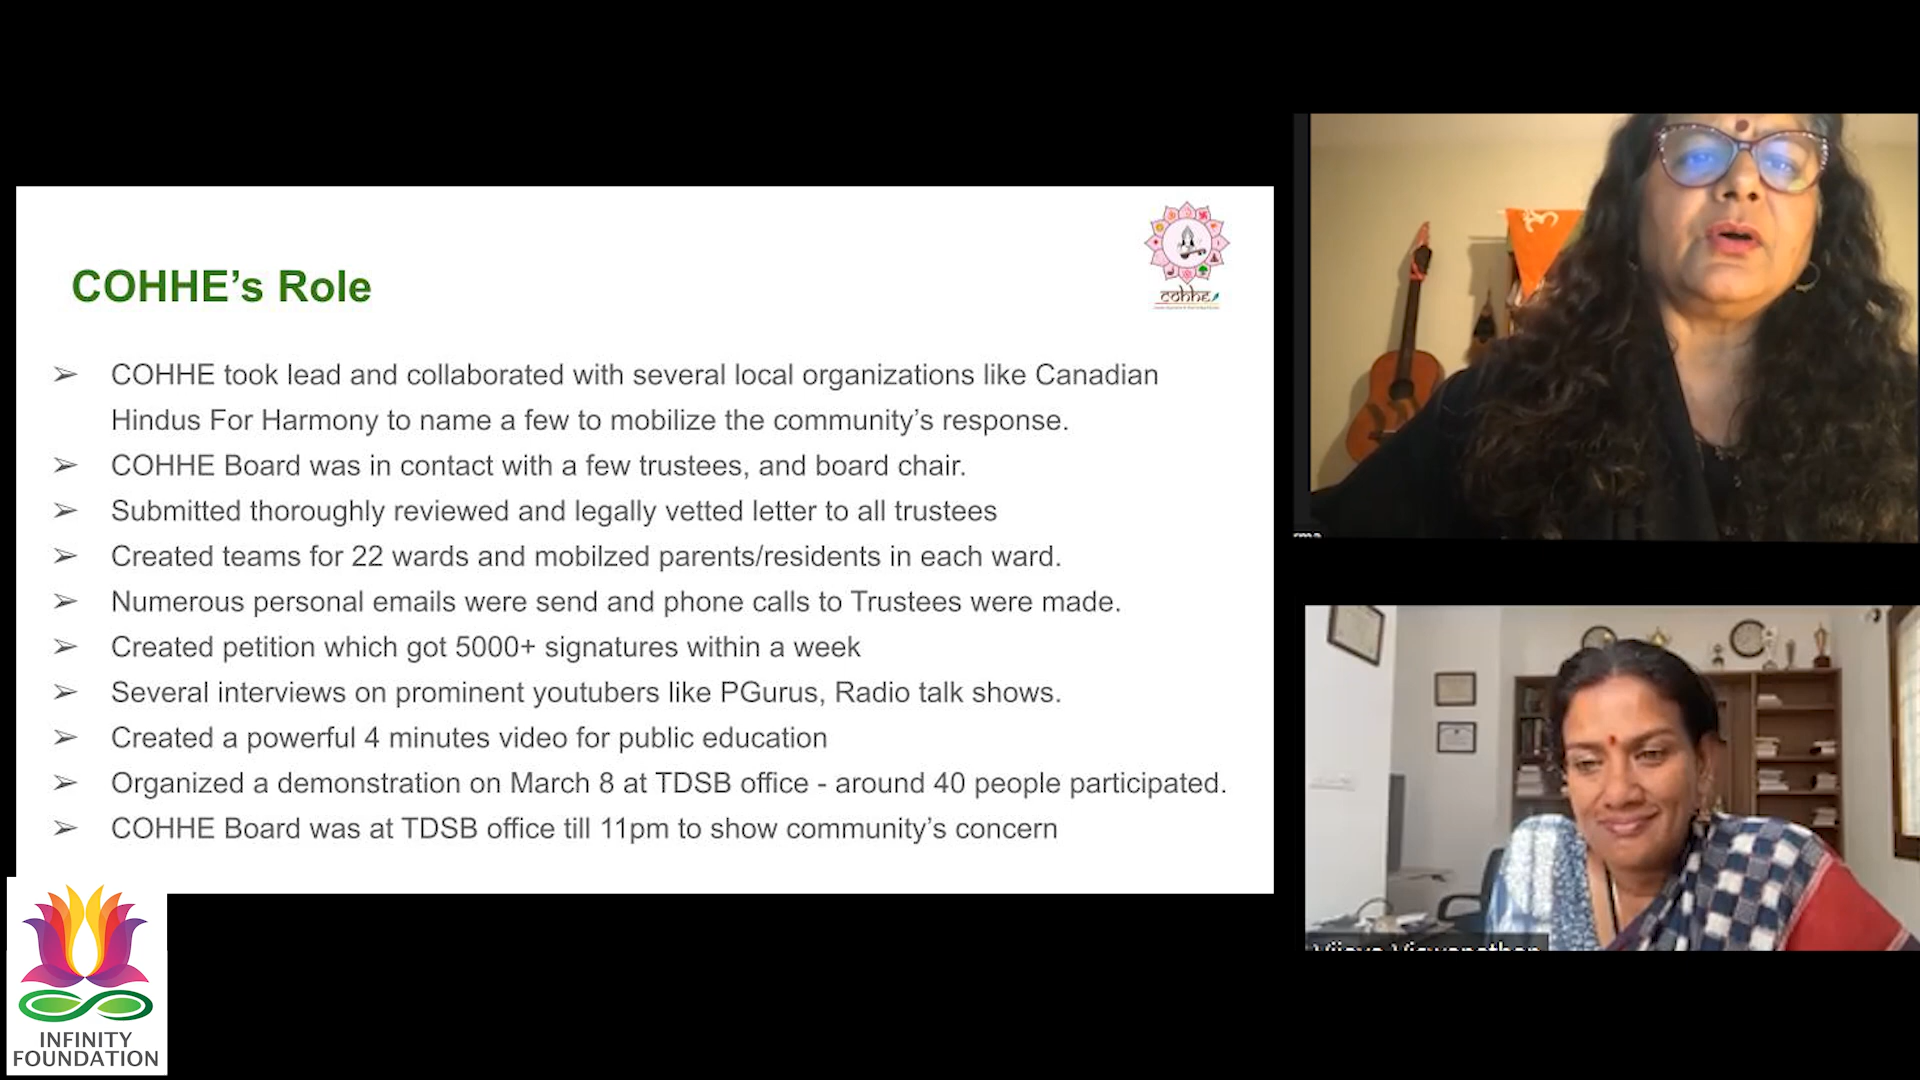 COHHE's Role
cohhe
➢ COHHE took lead and collaborated with several local organizations like Canadian
Hindus For Harmony to name a few to mobilize the community's response.
➢ COHHE Board was in contact with a few trustees, and board chair.
➢ Submitted thoroughly reviewed and legally vetted letter to all trustees
➢ Created teams for 22 wards and mobilzed parents/residents in each ward.
➢ Numerous personal emails were send and phone calls to Trustees were made.
➢ Created petition which got 5000+ signatures within a week
➢ Several interviews on prominent youtubers like PGurus, Radio talk shows.
➢ Created a powerful 4 minutes video for public education
➢ Organized a demonstration on March 8 at TDSB office - around 40 people participated.
➢ COHHE Board was at TDSB office till 11pm to show community's concern
INFINITY
FOUNDATION
Vijaya Viswanathan